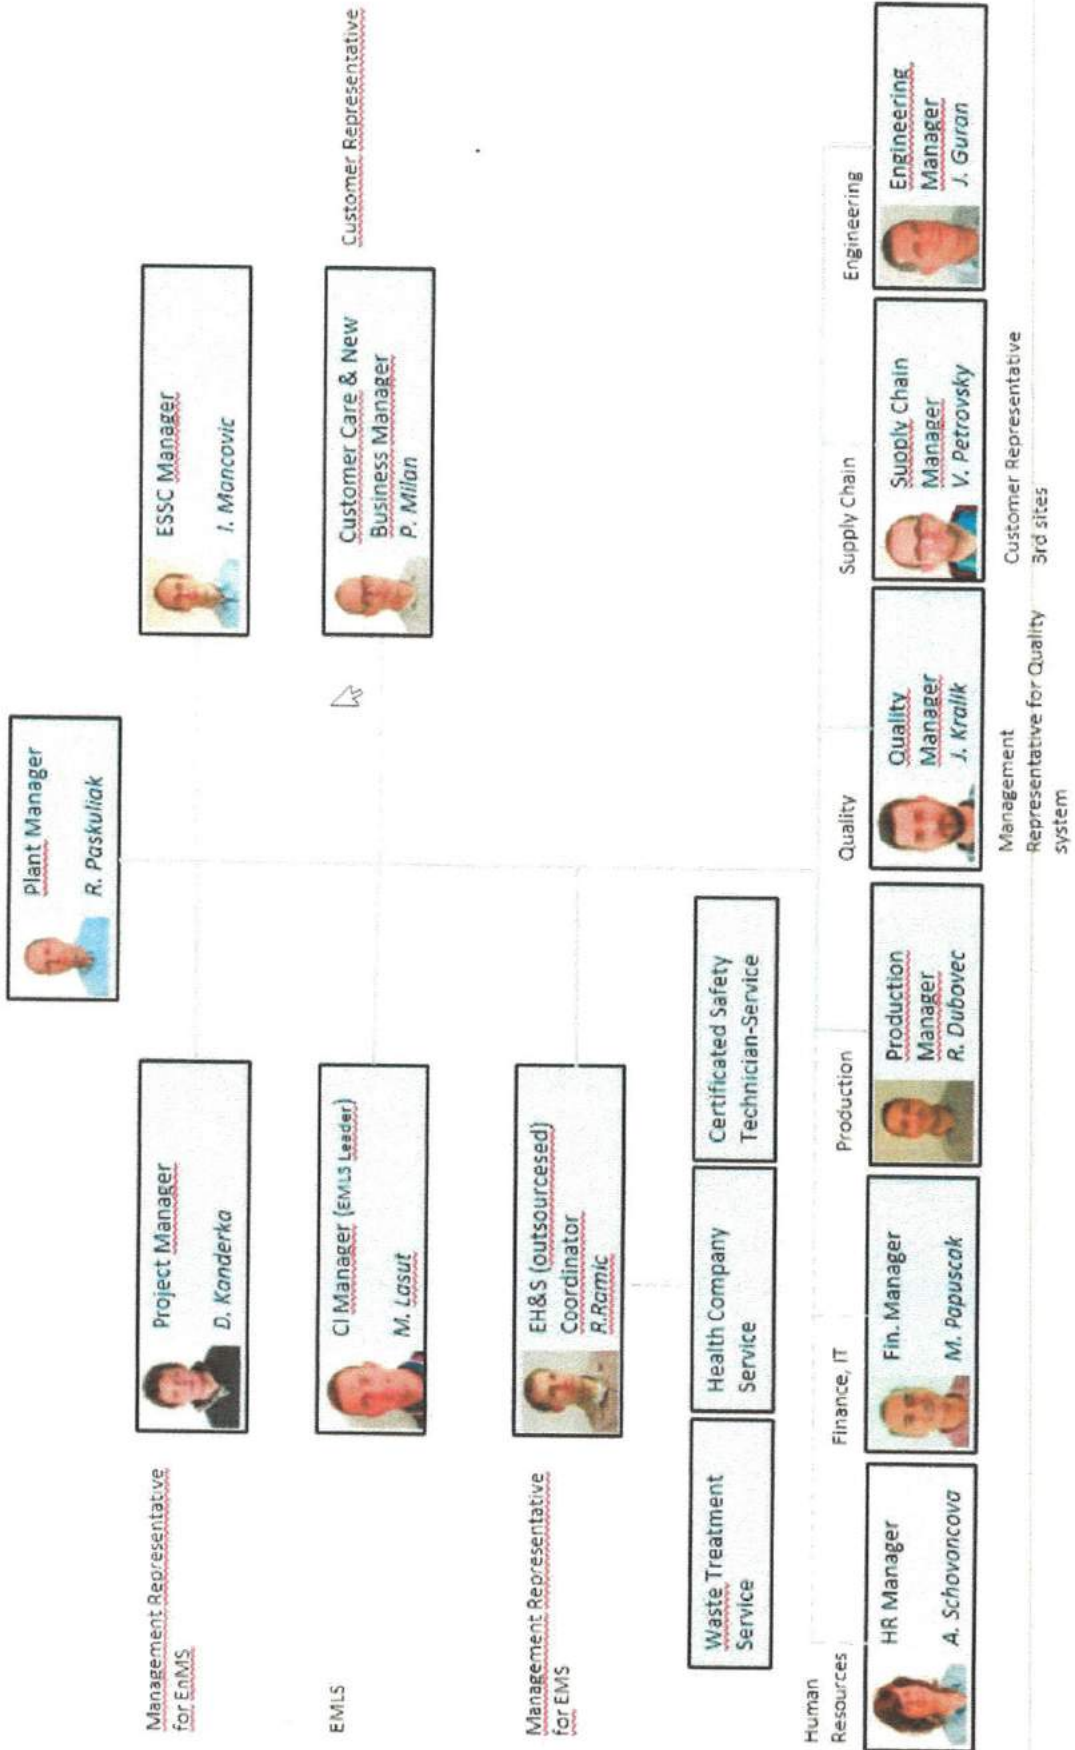 Plant Manager
R. Paskuliak
Management Representative
for EnMS
Project Manager
D. Kanderka
ESSC Manager
I. Mancovic
EMLS
CI Manager (EMLS Leader)
M. Lasut
Customer Care & New
Business Manager
P. Milan
Customer Representative
Management Representative
for EMS
EH&S (outsourcesed)
Coordinator
R.Ramic
Waste Treatment
Service
Health Company
Service
Certificated Safety
Technician-Service
Human
Resources
Finance, IT
Production
Quality
Supply Chain
Engineering
HR Manager
A. Schovancova
Fin. Manager
M. Papuscak
Production
Manager
R. Dubovec
Quality
Manager
J. Kralik
Supply Chain
Manager
V. Petrovsky
Engineering
Manager
J. Guran
Management
Representative for Quality
system
Customer Representative
3rd sites